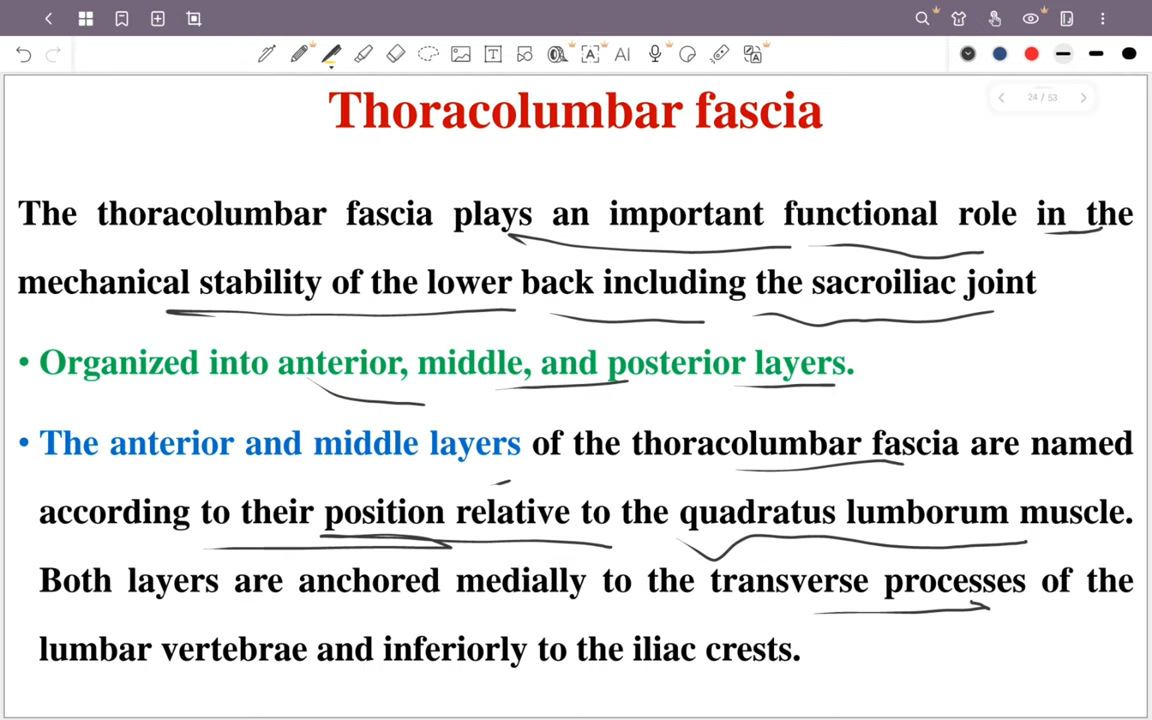 AI
24 / 53
Thoracolumbar fascia
The thoracolumbar fascia plays an important functional role in the
mechanical stability of the lower back including the sacroiliac joint
• Organized into anterior, middle, and posterior layers.
• The anterior and middle layers of the thoracolumbar fascia are named
according to their position relative to the quadratus lumborum muscle.
Both layers are anchored medially to the transverse processes of the
lumbar vertebrae and inferiorly to the iliac crests.